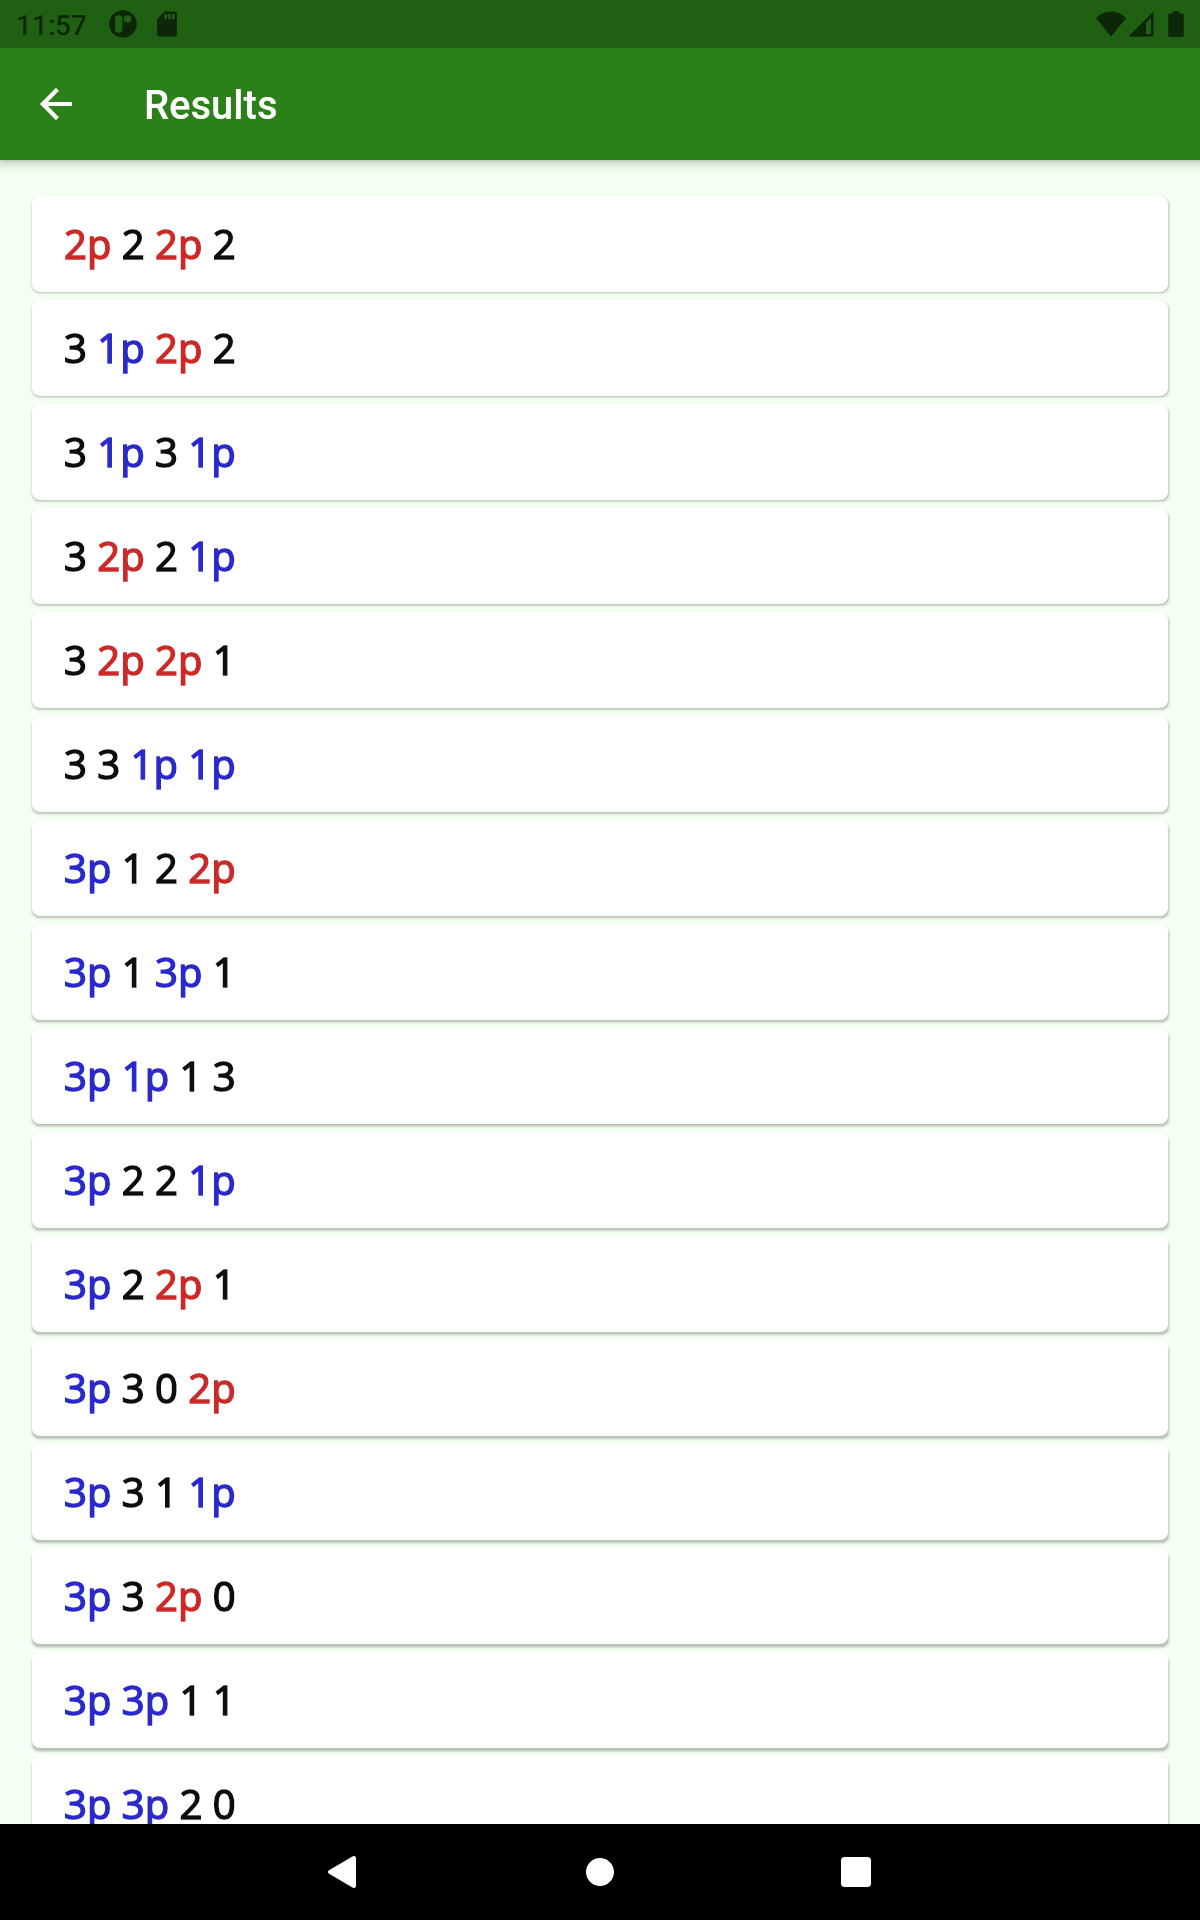 11:57
Results
2p 2 2p 2
3 1p 2p 2
3 1p 3 1p
3 2p 2 1p
3 2p 2p 1
3 3 1p 1p
3p 1 2 2p
3p 1 3p 1
3p 1p 1 3
3p 2 2 1p
3p 2 2p 1
3p 3 0 2p
3p 3 1 1p
3p 3 2p 0
3p 3p 1 1
3p 3p 2 0